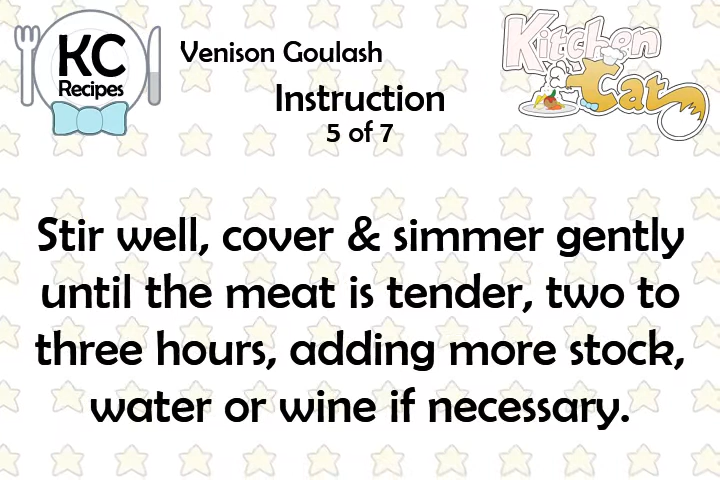 KC
Recipes
Venison Goulash
Kitchen
Cat
Instruction
5 of 7
Stir well, cover & simmer gently
until the meat is tender, two to
three hours, adding more stock,
water or wine if necessary.